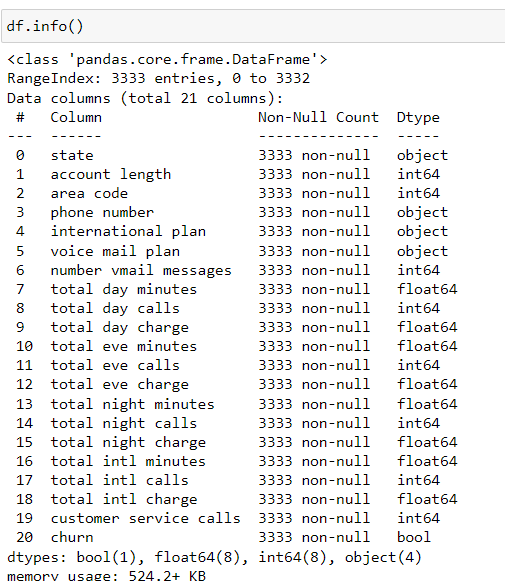 df.info()
<class 'pandas.core.frame.DataFrame'>
RangeIndex: 3333 entries, 0 to 3332
Data columns (total 21 columns):
 #   Column                  Non-Null Count  Dtype
---  ------                  --------------  -----
 0   state                   3333 non-null   object
 1   account length          3333 non-null   int64
 2   area code               3333 non-null   int64
 3   phone number            3333 non-null   object
 4   international plan      3333 non-null   object
 5   voice mail plan         3333 non-null   object
 6   number vmail messages   3333 non-null   int64
 7   total day minutes       3333 non-null   float64
 8   total day calls         3333 non-null   int64
 9   total day charge        3333 non-null   float64
 10  total eve minutes       3333 non-null   float64
 11  total eve calls         3333 non-null   int64
 12  total eve charge        3333 non-null   float64
 13  total night minutes     3333 non-null   float64
 14  total night calls       3333 non-null   int64
 15  total night charge      3333 non-null   float64
 16  total intl minutes      3333 non-null   float64
 17  total intl calls        3333 non-null   int64
 18  total intl charge       3333 non-null   float64
 19  customer service calls  3333 non-null   int64
 20  churn                   3333 non-null   bool
dtypes: bool(1), float64(8), int64(8), object(4)
memory usage: 524.2+ KB